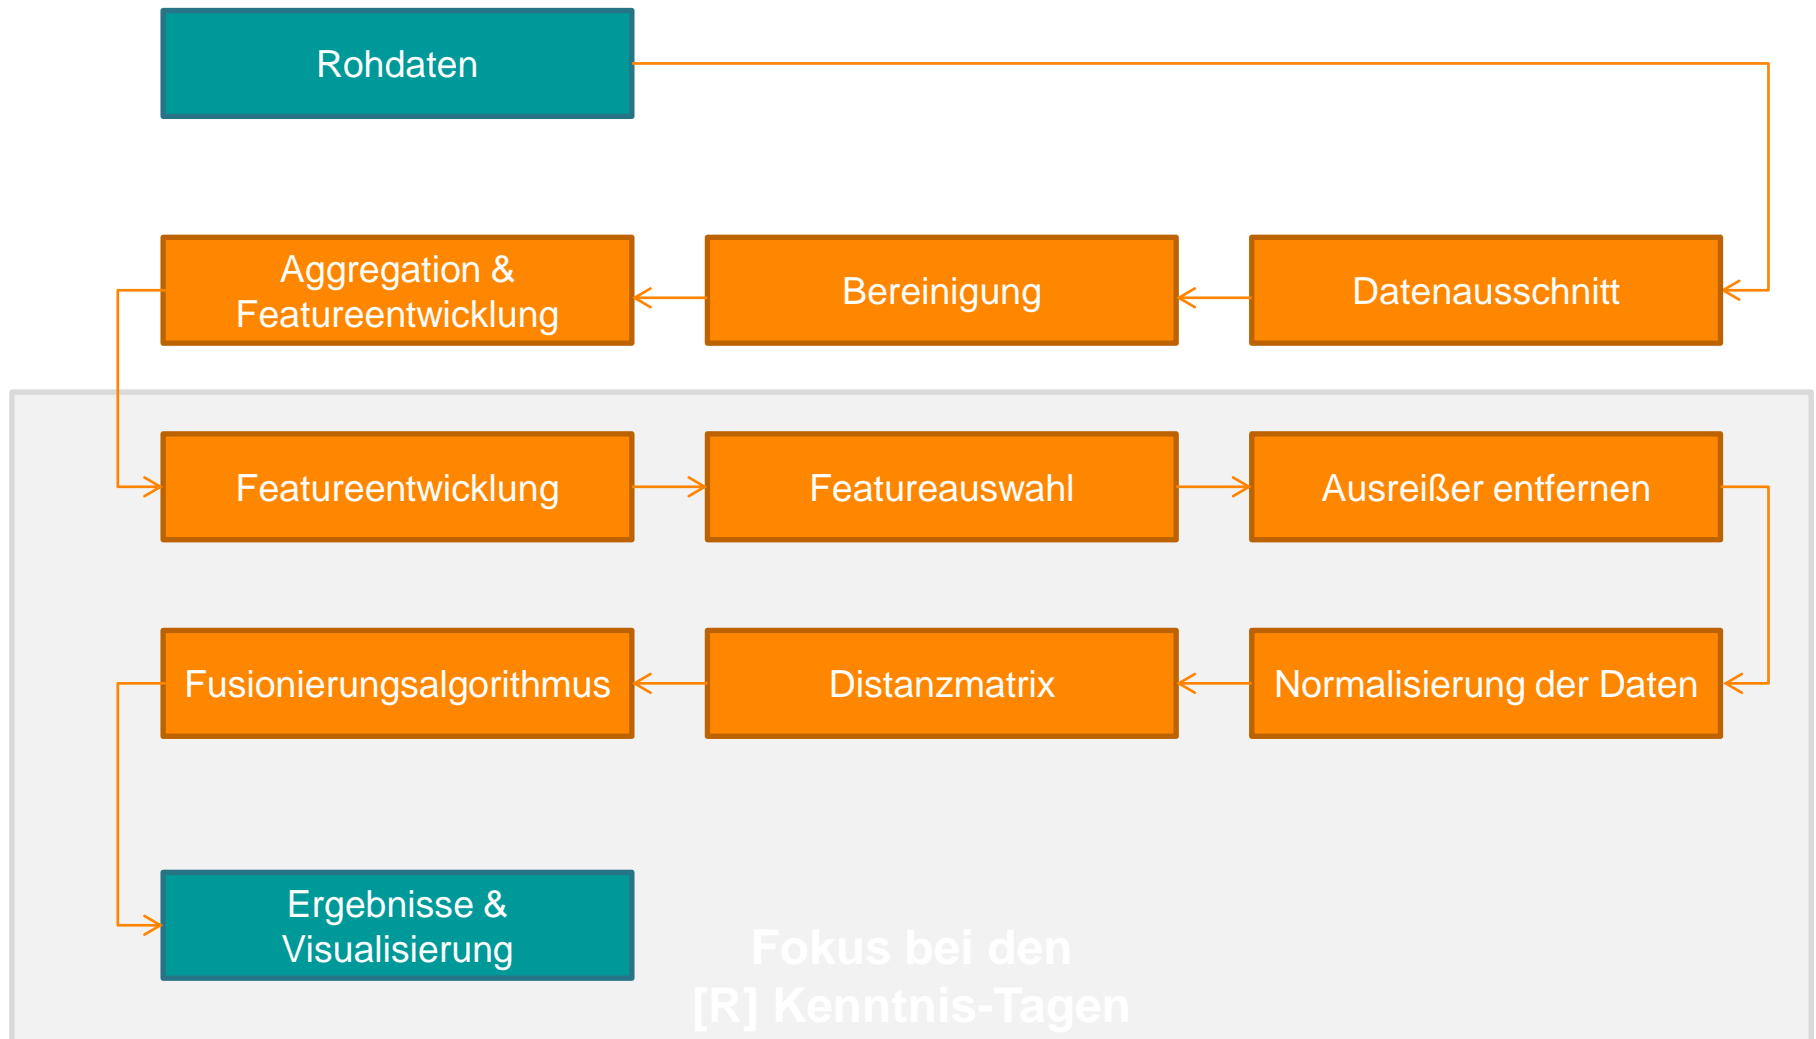 Rohdaten
Aggregation &
Featureentwicklung
Bereinigung
Datenausschnitt
Featureentwicklung
Featureauswahl
Ausreißer entfernen
Fusionierungsalgorithmus
Distanzmatrix
Normalisierung der Daten
Ergebnisse &
Visualisierung
Fokus bei den
[R] Kenntnis-Tagen